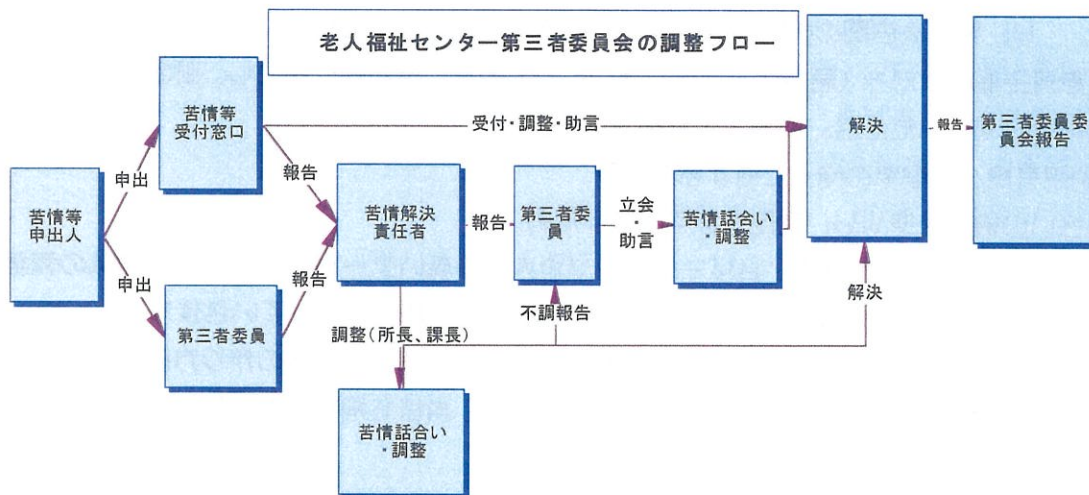 老人福祉センター第三者委員会の調整フロー
苦情等
受付窓口
受付・調整・助言
解決
報告
第三者委員委
員会報告
申出
報告
苦情等
申出人
苦情解決
責任者
報告
第三者委
員
立会
・
助言
苦情話合い
・調整
申出
報告
第三者委員
不調報告
解決
調整(所長、課長)
苦情話合い
・調整